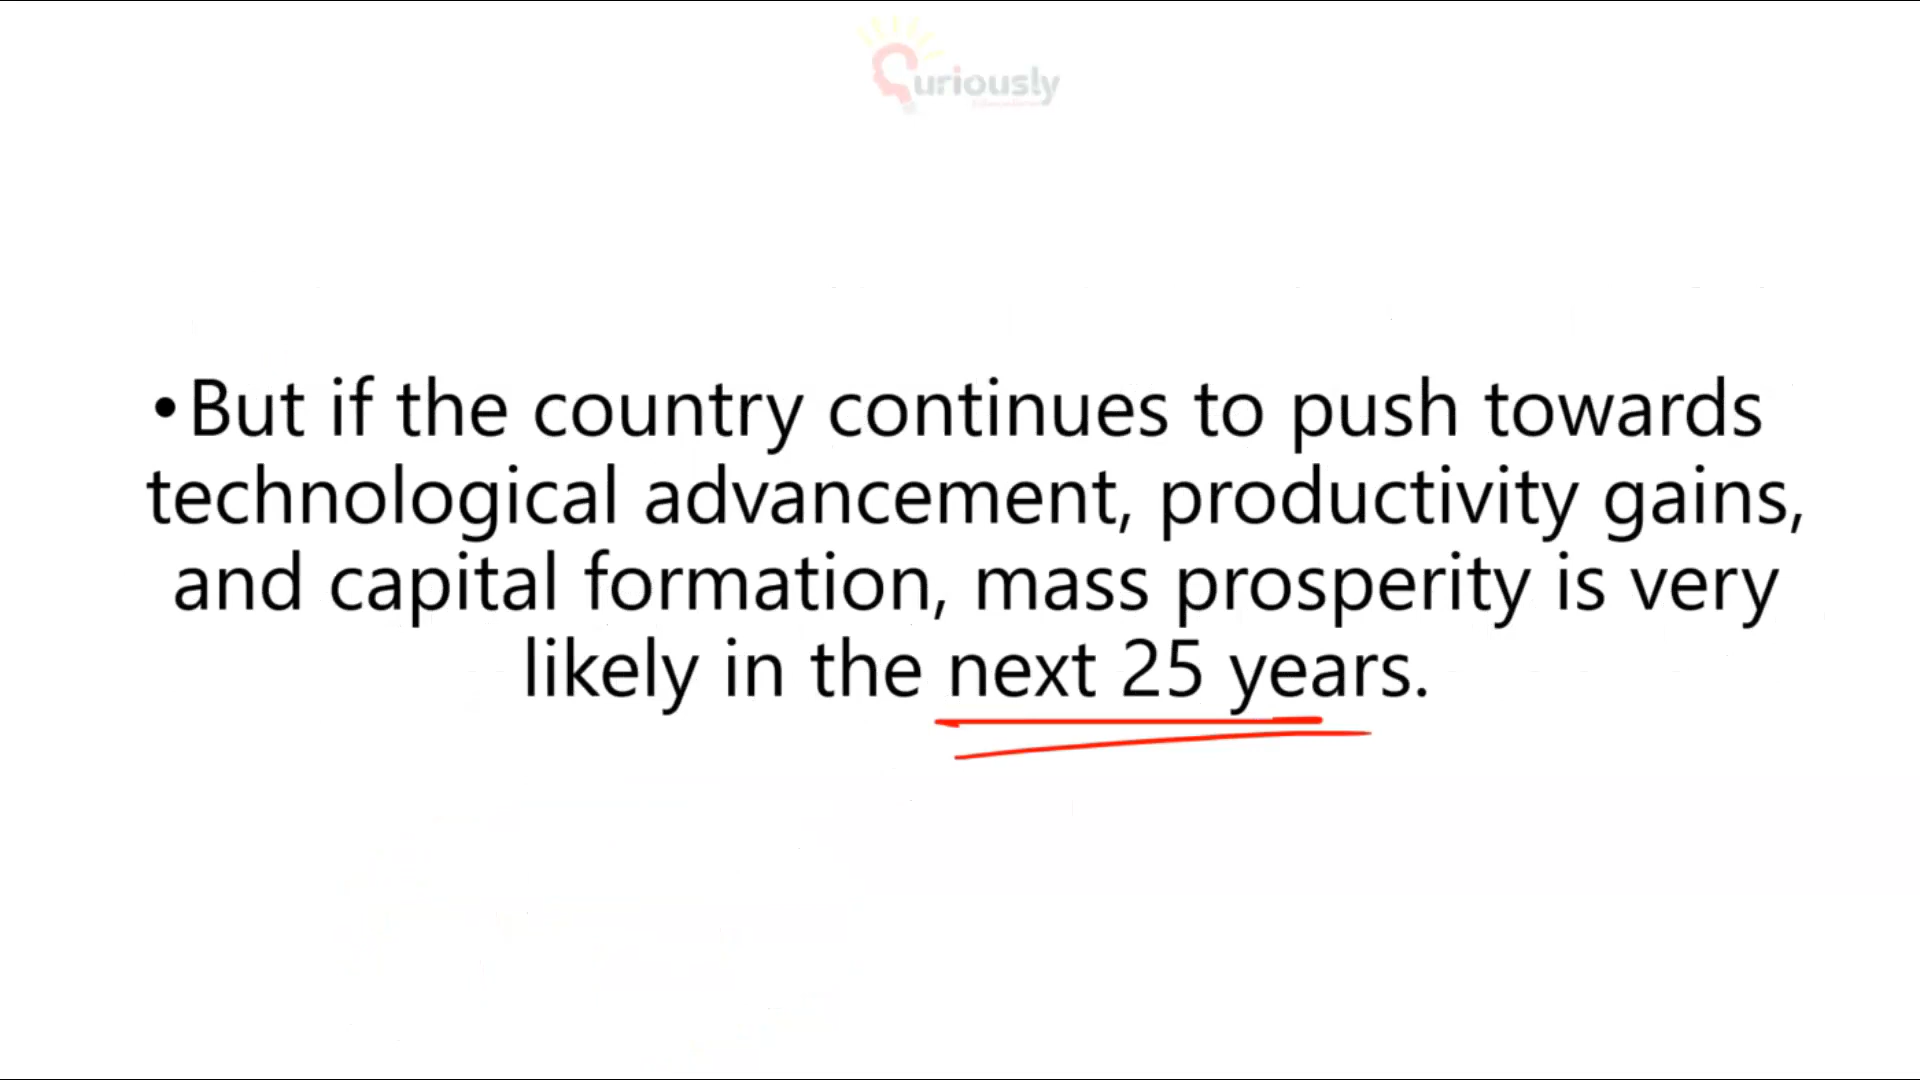 uriously
•But if the country continues to push towards
technological advancement, productivity gains,
and capital formation, mass prosperity is very
likely in the next 25 years.